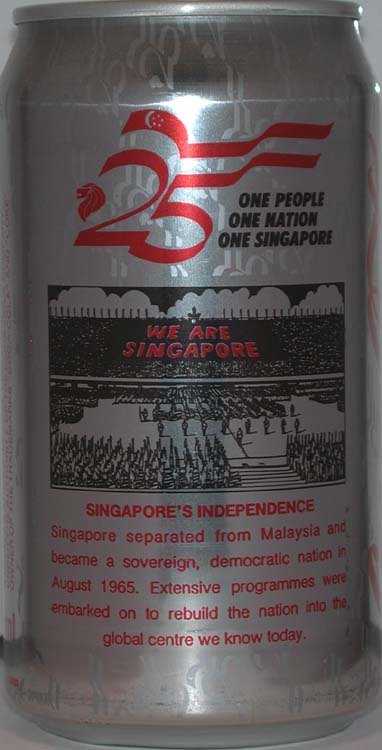 25
ONE PEOPLE
ONE NATION
ONE SINGAPORE
WE ARE
SINGAPORE
SINGAPORE'S INDEPENDENCE
Singapore separated from Malaysia and
became a sovereign, democratic nation in
August 1965. Extensive programmes were
embarked on to rebuild the nation into the
global centre we know today.